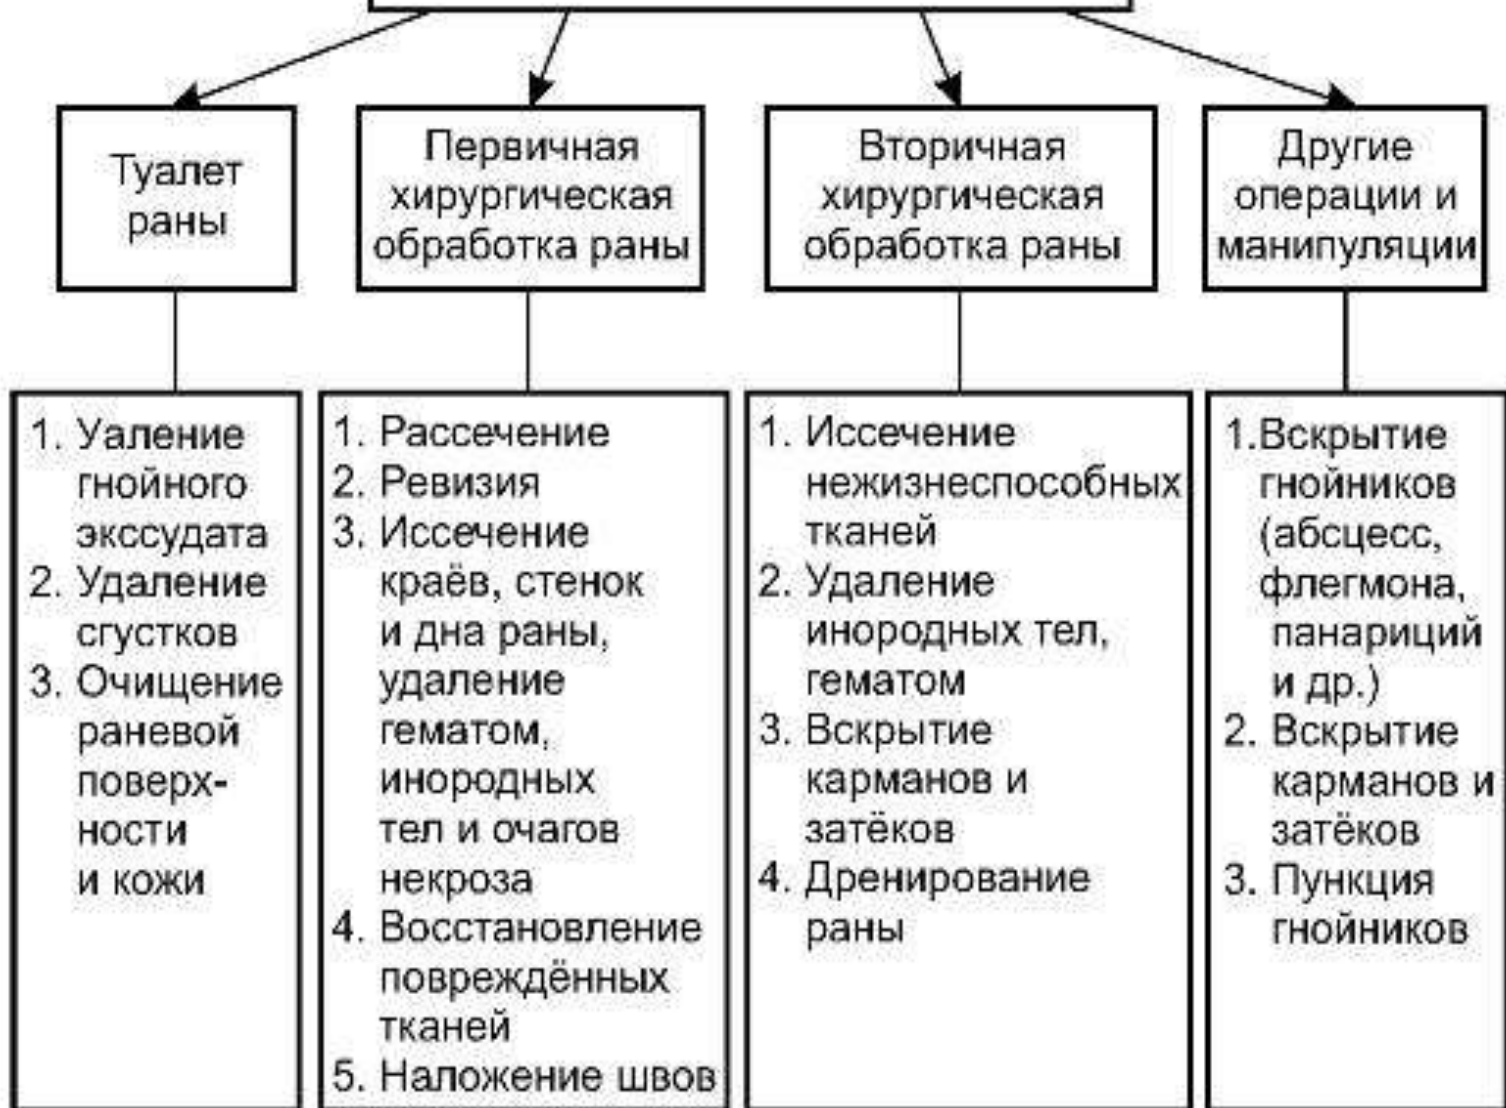 Туалет
раны
Первичная
хирургическая
обработка раны
Вторичная
хирургическая
обработка раны
Другие
операции и
манипуляции
1. Уаление
гнойного
экссудата
2. Удаление
сгустков
3. Очищение
раневой
поверх-
ности
и кожи
1. Рассечение
2. Ревизия
3. Иссечение
краёв, стенок
и дна раны,
удаление
гематом,
инородных
тел и очагов
некроза
4. Восстановление
повреждённых
тканей
5. Наложение швов
1. Иссечение
нежизнеспособных
тканей
2. Удаление
инородных тел,
гематом
3. Вскрытие
карманов и
затёков
4. Дренирование
раны
1.Вскрытие
гнойников
(абсцесс,
флегмона,
панариций
и др.)
2. Вскрытие
карманов и
затёков
3. Пункция
гнойников